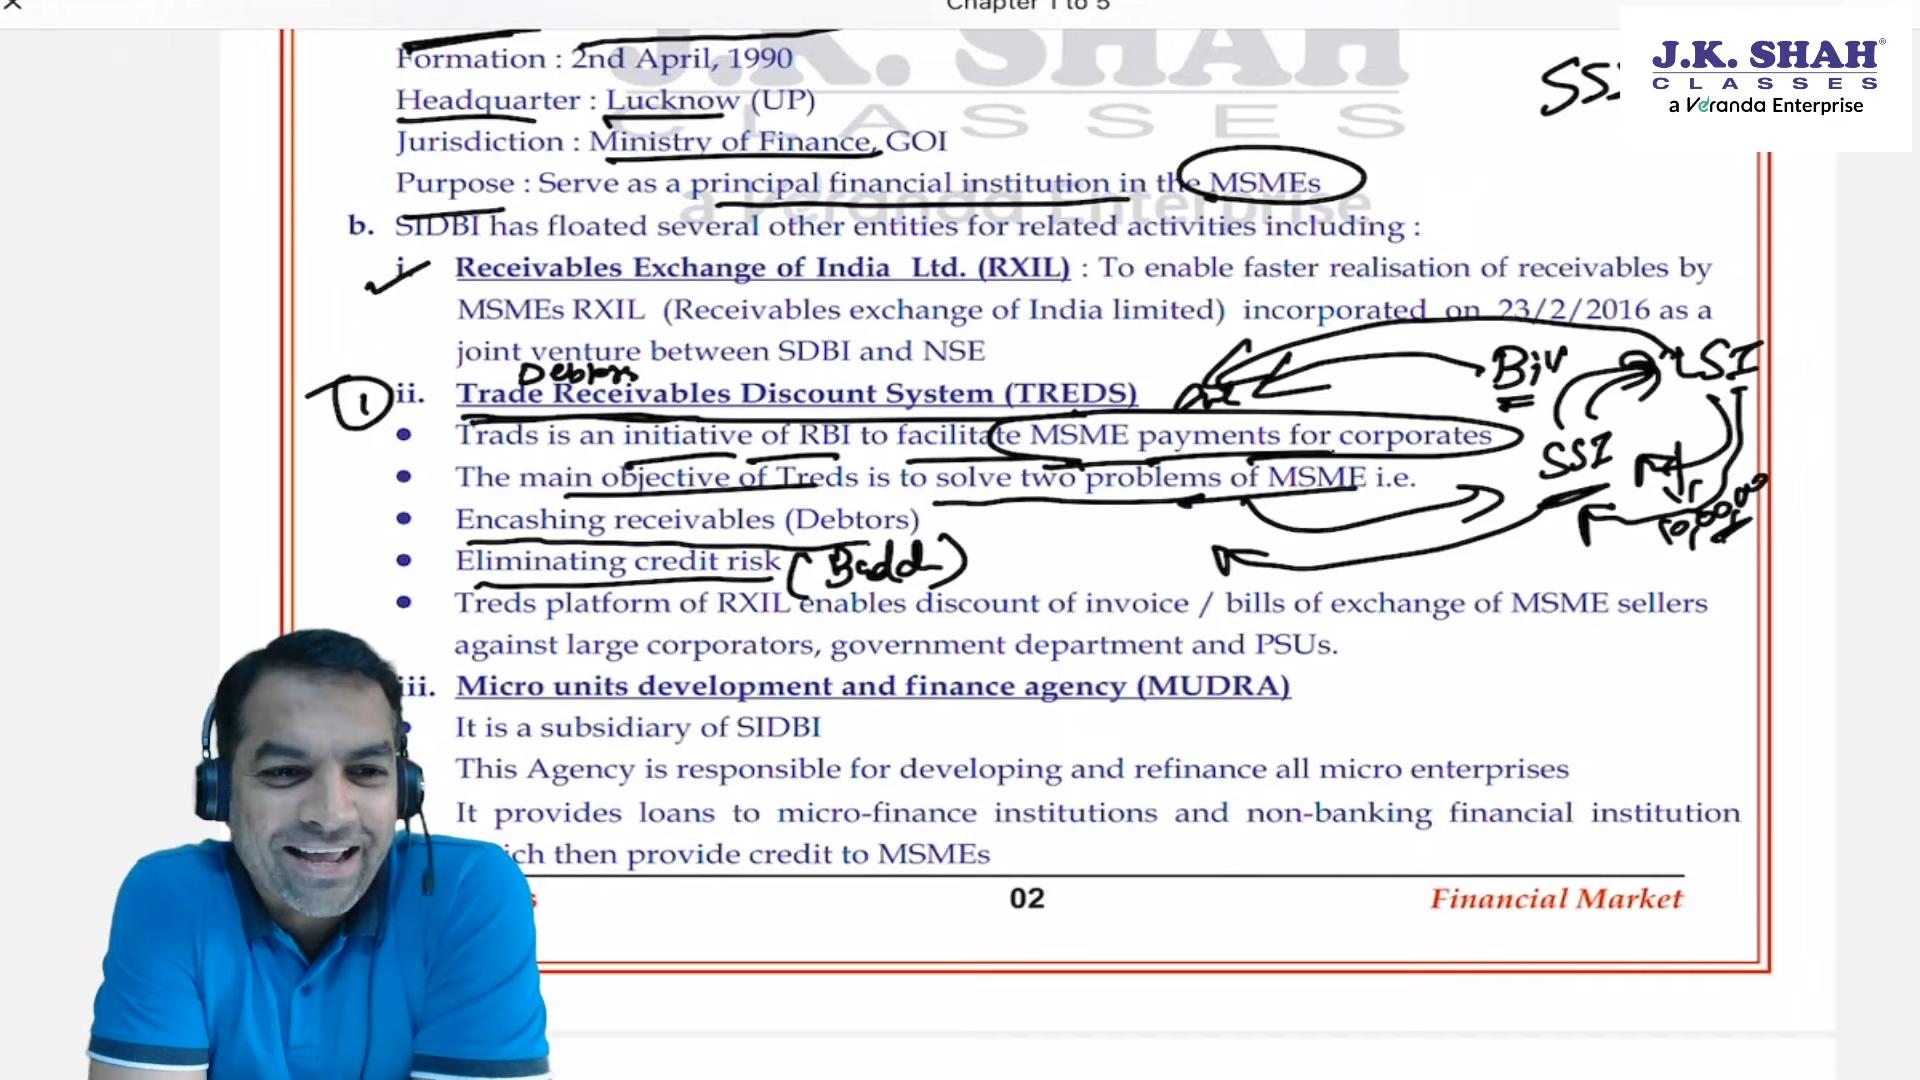 Chapter 1 to 5
J.K. SHAH®
CLASSES
a Veranda Enterprise
J.K. SHAH
CLASSES
a Veranda Enterprise
Formation : 2nd April, 1990
Headquarter : Lucknow (UP)
Jurisdiction : Ministry of Finance, GOI
Purpose : Serve as a principal financial institution in the MSMEs
b. SIDBI has floated several other entities for related activities including :
i. Receivables Exchange of India Ltd. (RXIL) : To enable faster realisation of receivables by
MSMEs RXIL (Receivables exchange of India limited) incorporated on 23/2/2016 as a
joint venture between SDBI and NSE
Debtors
1 ii. Trade Receivables Discount System (TREDS)
• Trads is an initiative of RBI to facilitate MSME payments for corporates
• The main objective of Treds is to solve two problems of MSME i.e.
• Encashing receivables (Debtors)
• Eliminating credit risk (Badd)
• Treds platform of RXIL enables discount of invoice / bills of exchange of MSME sellers
against large corporators, government department and PSUs.
iii. Micro units development and finance agency (MUDRA)
It is a subsidiary of SIDBI
This Agency is responsible for developing and refinance all micro enterprises
It provides loans to micro-finance institutions and non-banking financial institution
ich then provide credit to MSMEs
02
Financial Market
LSI
SSI